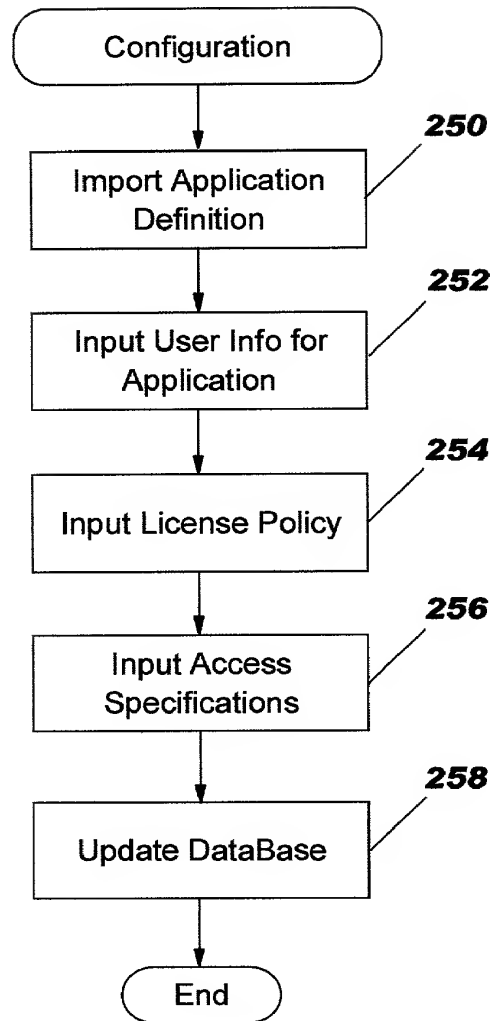 Configuration
250
Import Application
Definition
252
Input User Info for
Application
254
Input License Policy
256
Input Access
Specifications
258
Update DataBase
End